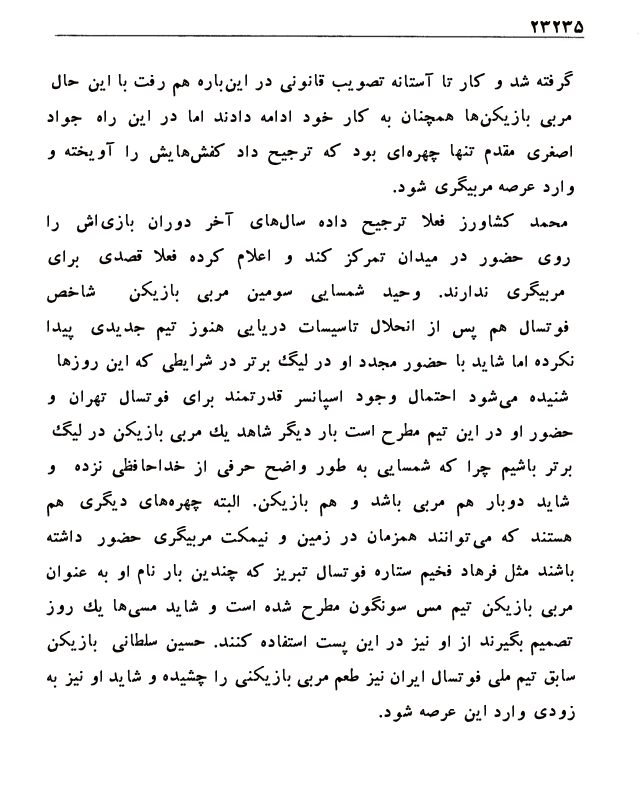 ۲۳۲۳۵
گرفته شد و کار تا آستانه تصویب قانونی در این‌باره هم رفت با این حال
مربی بازیکن‌ها همچنان به کار خود ادامه دادند اما در این راه جواد
اصغری مقدم تنها چهره‌ای بود که ترجیح داد کفش‌هایش را آویخته و
وارد عرصه مربیگری شود.
محمد کشاورز فعلا ترجیح داده سال‌های آخر دوران بازی‌اش را
روی حضور در میدان تمرکز کند و اعلام کرده فعلا قصدی برای
مربیگری ندارند. وحید شمسایی سومین مربی بازیکن شاخص
فوتسال هم پس از انحلال تاسیسات دریایی هنوز تیم جدیدی پیدا
نکرده اما شاید با حضور مجدد او در لیگ برتر در شرایطی که این روزها
شنیده می‌شود احتمال وجود اسپانسر قدرتمند برای فوتسال تهران و
حضور او در این تیم مطرح است بار دیگر شاهد یك مربی بازیکن در لیگ
برتر باشیم چرا که شمسایی به طور واضح حرفی از خداحافظی نزده و
شاید دوبار هم مربی باشد و هم بازیکن. البته چهره‌های دیگری هم
هستند که می‌توانند همزمان در زمین و نیمکت مربیگری حضور داشته
باشند مثل فرهاد فخیم ستاره فوتسال تبریز که چندین بار نام او به عنوان
مربی بازیکن تیم مس سونگون مطرح شده است و شاید مسی‌ها یك روز
تصمیم بگیرند از او نیز در این پست استفاده کنند. حسین سلطانی بازیکن
سابق تیم ملی فوتسال ایران نیز طعم مربی بازیکنی را چشیده و شاید او نیز به
زودی وارد این عرصه شود.